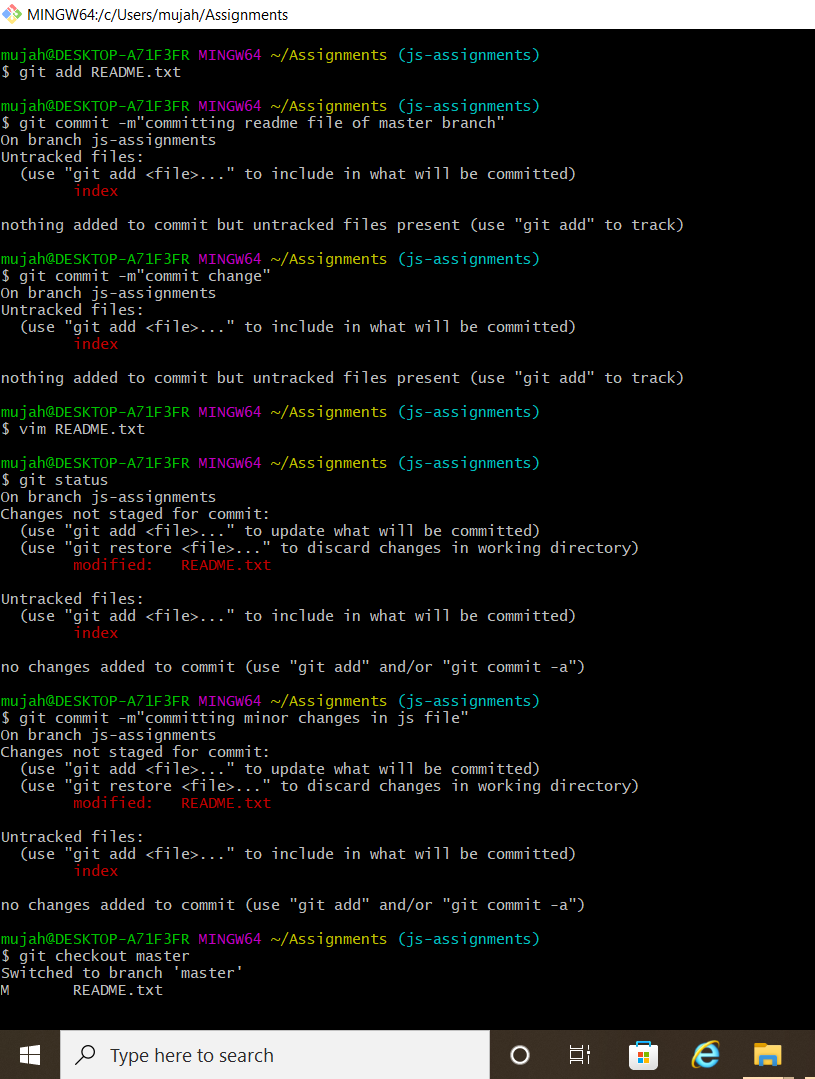 MINGW64:/c/Users/mujah/Assignments
mujah@DESKTOP-A71F3FR MINGW64 ~/Assignments (js-assignments)
$ git add README.txt
mujah@DESKTOP-A71F3FR MINGW64 ~/Assignments (js-assignments)
$ git commit -m"committing readme file of master branch"
On branch js-assignments
Untracked files:
  (use "git add <file>..." to include in what will be committed)
        index
nothing added to commit but untracked files present (use "git add" to track)
mujah@DESKTOP-A71F3FR MINGW64 ~/Assignments (js-assignments)
$ git commit -m"commit change"
On branch js-assignments
Untracked files:
  (use "git add <file>..." to include in what will be committed)
        index
nothing added to commit but untracked files present (use "git add" to track)
mujah@DESKTOP-A71F3FR MINGW64 ~/Assignments (js-assignments)
$ vim README.txt
mujah@DESKTOP-A71F3FR MINGW64 ~/Assignments (js-assignments)
$ git status
On branch js-assignments
Changes not staged for commit:
  (use "git add <file>..." to update what will be committed)
  (use "git restore <file>..." to discard changes in working directory)
        modified:   README.txt
Untracked files:
  (use "git add <file>..." to include in what will be committed)
        index
no changes added to commit (use "git add" and/or "git commit -a")
mujah@DESKTOP-A71F3FR MINGW64 ~/Assignments (js-assignments)
$ git commit -m"committing minor changes in js file"
On branch js-assignments
Changes not staged for commit:
  (use "git add <file>..." to update what will be committed)
  (use "git restore <file>..." to discard changes in working directory)
        modified:   README.txt
Untracked files:
  (use "git add <file>..." to include in what will be committed)
        index
no changes added to commit (use "git add" and/or "git commit -a")
mujah@DESKTOP-A71F3FR MINGW64 ~/Assignments (js-assignments)
$ git checkout master
Switched to branch 'master'
M       README.txt
Type here to search